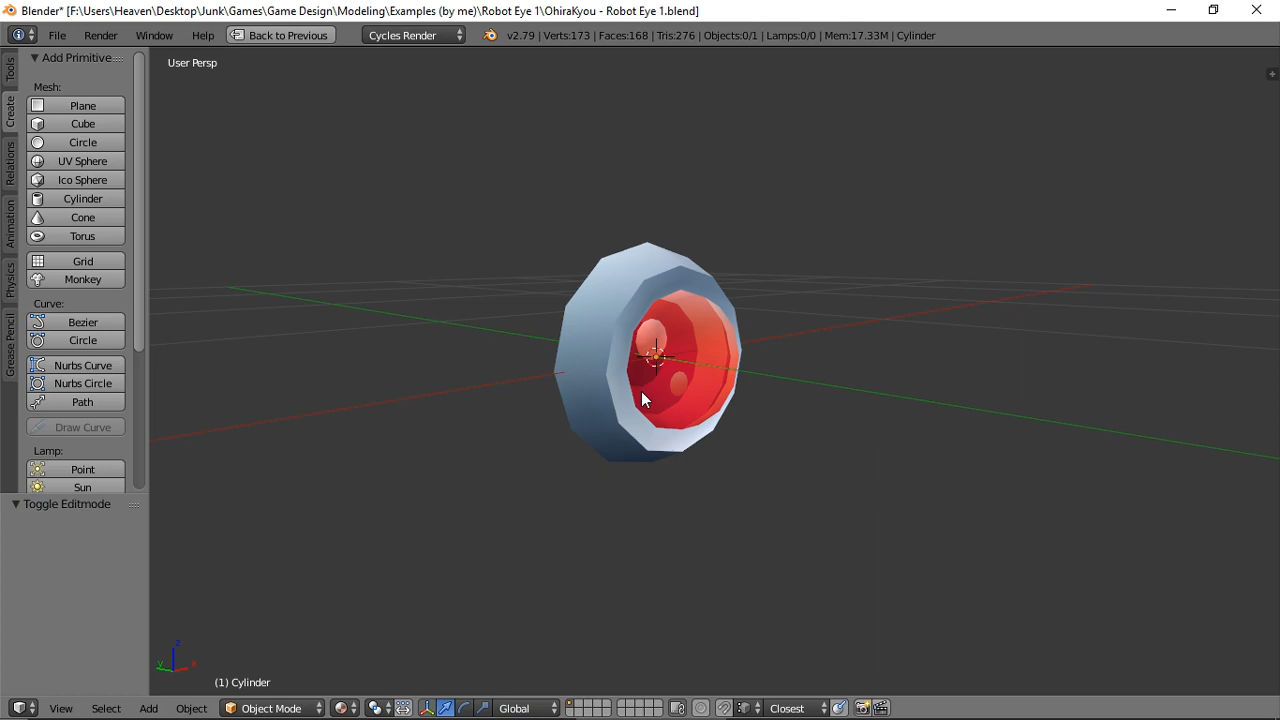 Blender* [F:\Users\Heaven\Desktop\Junk\Games\Game Design\Modeling\Examples (by me)\Robot Eye 1\OhiraKyou - Robot Eye 1.blend]
File Render Window Help Back to Previous Cycles Render v2.79 | Verts:173 | Faces:168 | Tris:276 | Objects:0/1 | Lamps:0/0 | Mem:17.33M | Cylinder
Tools
Create
Relations
Animation
Physics
Grease Pencil
Add Primitive
Mesh:
Plane
Cube
Circle
UV Sphere
Ico Sphere
Cylinder
Cone
Torus
Grid
Monkey
Curve:
Bezier
Circle
Nurbs Curve
Nurbs Circle
Path
Draw Curve
Lamp:
Point
Sun
Toggle Editmode
User Persp
z
y x
(1) Cylinder
View Select Add Object Object Mode Global Closest